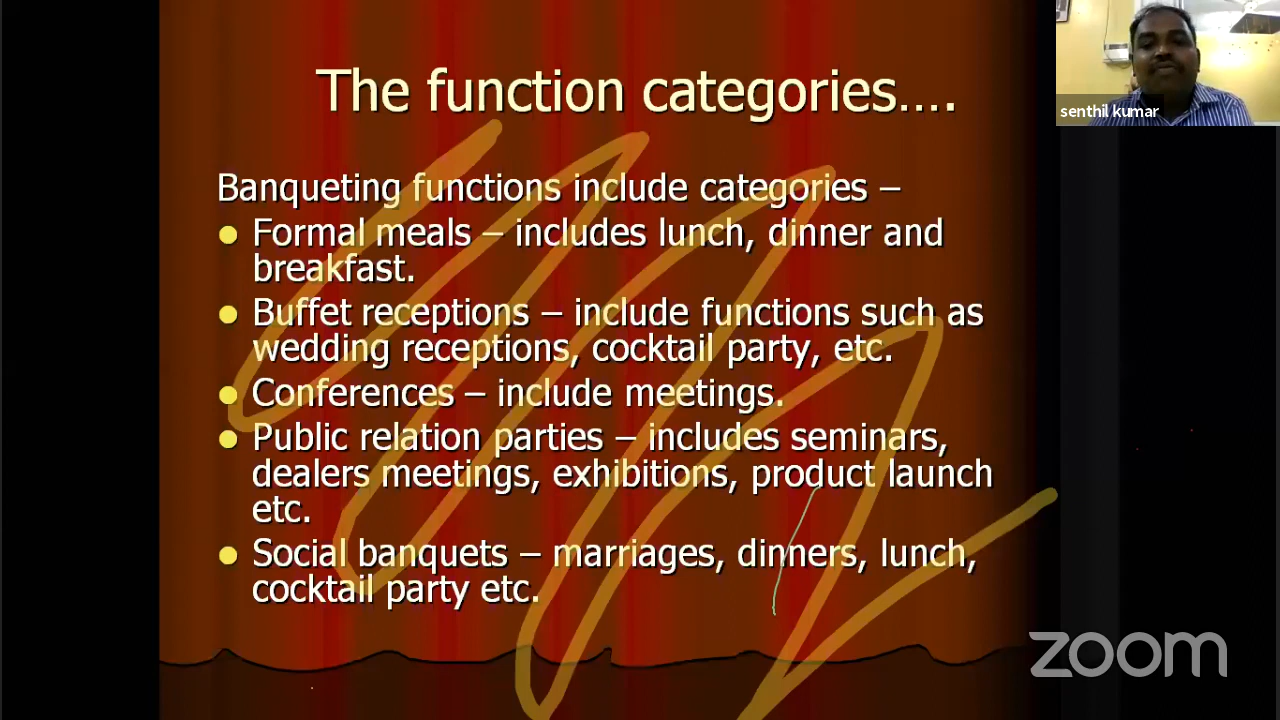 The function categories....
senthil kumar
Banqueting functions include categories –
Formal meals – includes lunch, dinner and
breakfast.
Buffet receptions – include functions such as
wedding receptions, cocktail party, etc.
Conferences – include meetings.
Public relation parties – includes seminars,
dealers meetings, exhibitions, product launch
etc.
Social banquets – marriages, dinners, lunch,
cocktail party etc.
zoom